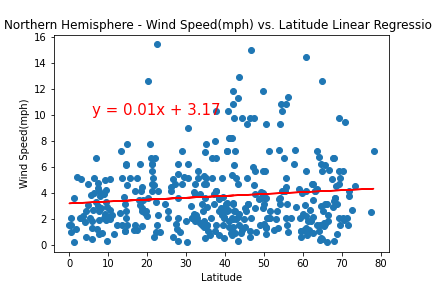 Northern Hemisphere - Wind Speed(mph) vs. Latitude Linear Regressio
16
14
12
10
8
6
4
2
0
Wind Speed(mph)
y = 0.01x + 3.17
0 10 20 30 40 50 60 70 80
Latitude